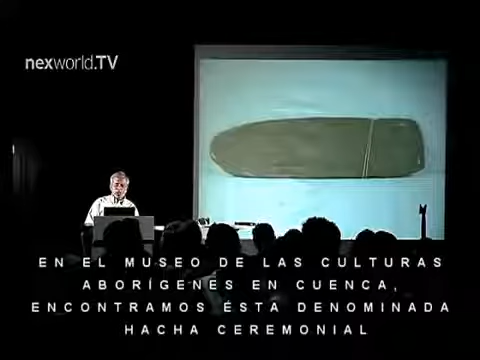 nexworld.TV
EN EL MUSEO DE LAS CULTURAS
ABORÍGENES EN CUENCA,
ENCONTRAMOS ÉSTA DENOMINADA
HACHA CEREMONIAL